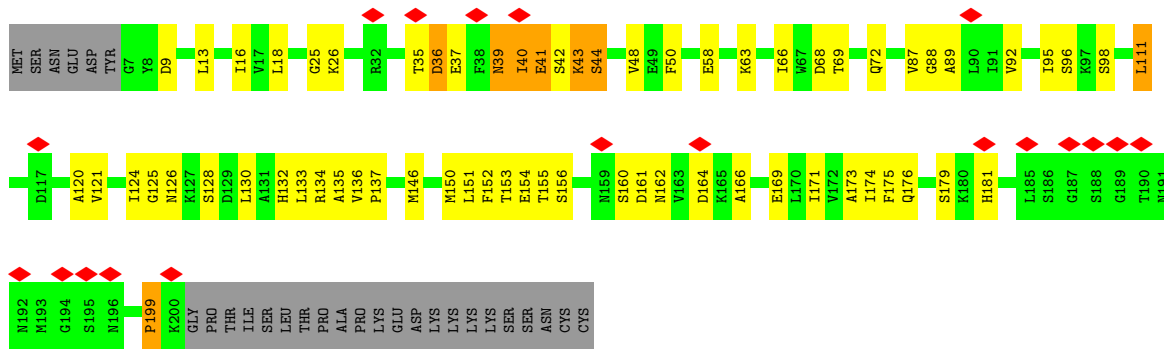 MET SER ASN GLU ASP TYR G7 Y8 D9 L13 I16 V17 L18 G25 K26 R32 T35 D36 E37 F38 N39 I40 E41 S42 K43 S44 V48 E49 F50 E58 K63 I66 W67 D68 T69 Q72 V87 G88 A89 L90 I91 V92 I95 S96 K97 S98 L111
D117 A120 V121 I124 G125 N126 K127 S128 D129 L130 A131 H132 L133 R134 A135 V136 P137 M146 M150 L151 F152 T153 E154 T155 S156 N159 S160 D161 N162 V163 D164 K165 A166 E169 L170 I171 V172 A173 I174 F175 Q176 S179 K180 H181 L185 S186 G187 S188 G189 T190 N191
N192 M193 G194 S195 N196 P199 K200 GLY PRO THR ILE SER LEU THR PRO ALA PRO LYS GLU ASP LYS LYS LYS LYS SER SER ASN CYS CYS